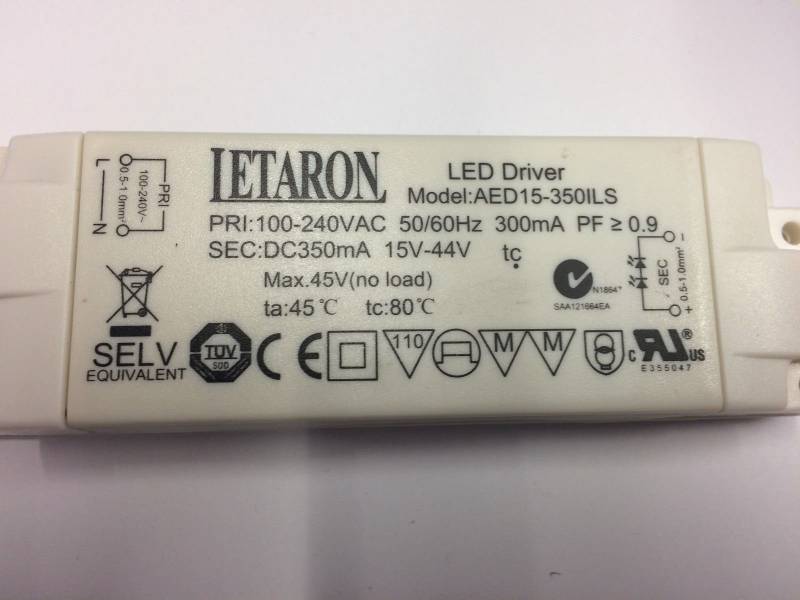 LETARON
LED Driver
Model:AED15-350ILS
PRI:100-240VAC 50/60Hz 300mA PF ≥ 0.9
SEC:DC350mA 15V-44V tc
Max.45V(no load)
ta:45℃ tc:80℃
L
N
PRI
100-240V~
0.5-1.0mm²
SELV
EQUIVALENT
TÜV
SÜD
CE
110
M
M
N1864
SAA121664EA
SEC
0.5-1.0mm²
-
+
c RU ® US
E355047